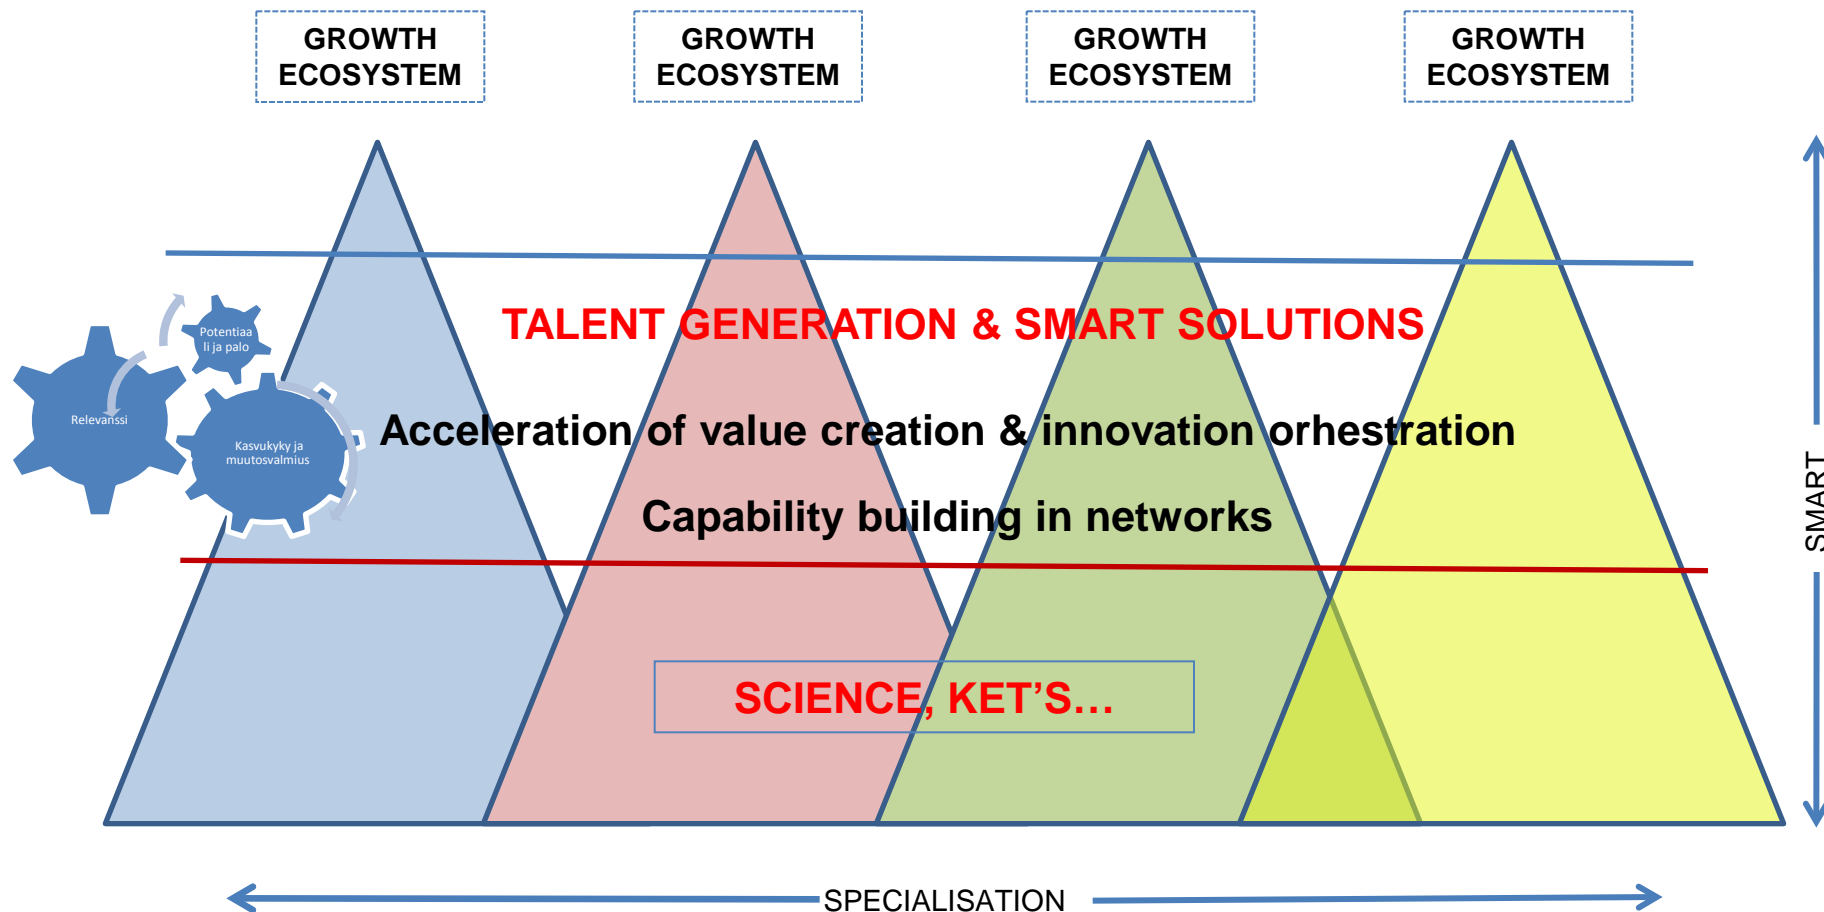 GROWTH
ECOSYSTEM
GROWTH
ECOSYSTEM
GROWTH
ECOSYSTEM
GROWTH
ECOSYSTEM
TALENT GENERATION & SMART SOLUTIONS
Potentiaa
li ja palo
Relevanssi
Kasvukyky ja
muutosvalmius
Acceleration of value creation & innovation orhestration
Capability building in networks
SMART
SCIENCE, KET'S…
SPECIALISATION